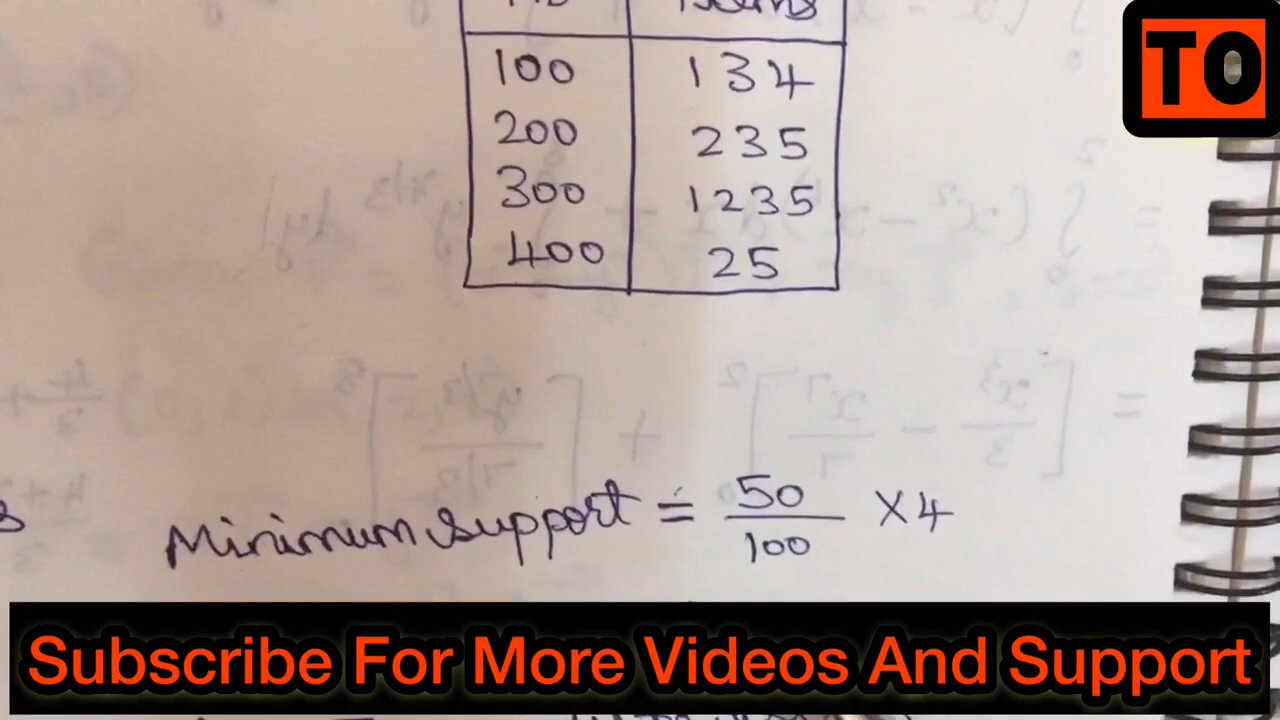 TO
100 134
200 235
300 1235
400 25
Minimum support = 50/100 x 4
Subscribe For More Videos And Support